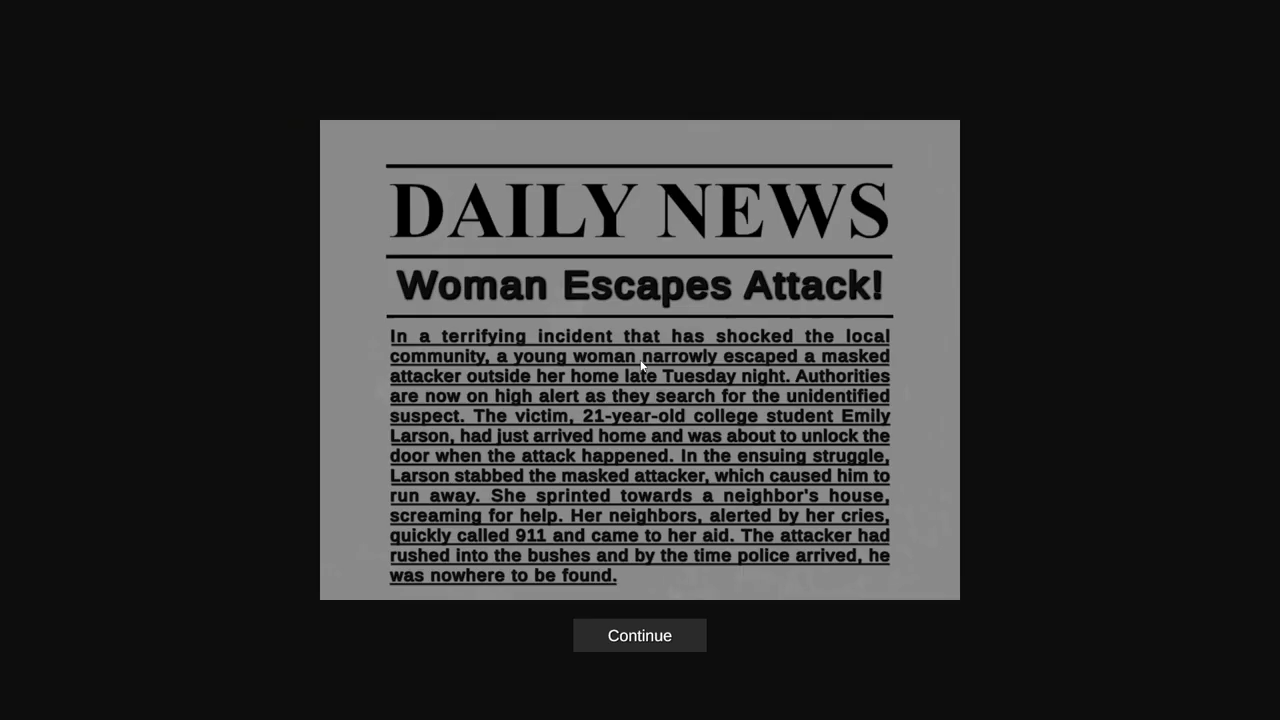 DAILY NEWS
Woman Escapes Attack!
In a terrifying incident that has shocked the local
community, a young woman narrowly escaped a masked
attacker outside her home late Tuesday night. Authorities
are now on high alert as they search for the unidentified
suspect. The victim, 21-year-old college student Emily
Larson, had just arrived home and was about to unlock the
door when the attack happened. In the ensuing struggle,
Larson stabbed the masked attacker, which caused him to
run away. She sprinted towards a neighbor's house,
screaming for help. Her neighbors, alerted by her cries,
quickly called 911 and came to her aid. The attacker had
rushed into the bushes and by the time police arrived, he
was nowhere to be found.
Continue